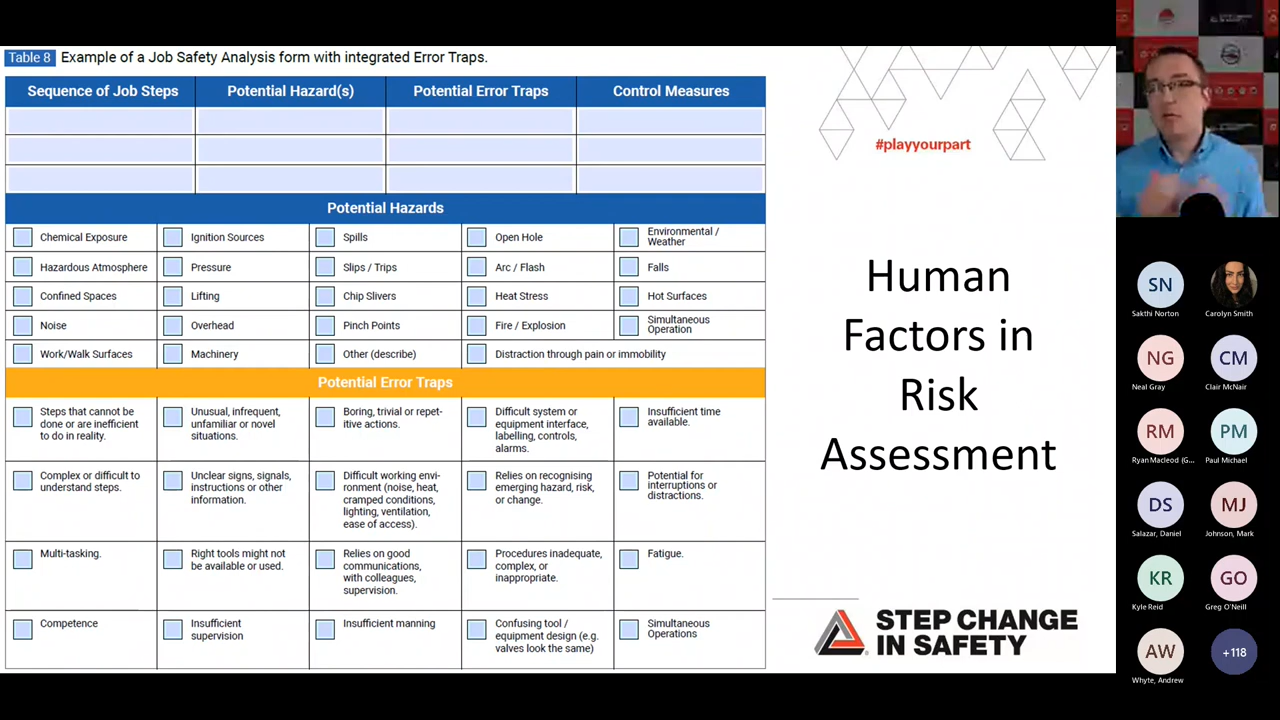 Table 8 Example of a Job Safety Analysis form with integrated Error Traps.
Sequence of Job Steps
Potential Hazard(s)
Potential Error Traps
Control Measures
Potential Hazards
Chemical Exposure
Ignition Sources
Spills
Open Hole
Environmental /
Weather
Hazardous Atmosphere
Pressure
Slips / Trips
Arc / Flash
Falls
Confined Spaces
Lifting
Chip Slivers
Heat Stress
Hot Surfaces
Noise
Overhead
Pinch Points
Fire / Explosion
Simultaneous
Operation
Work/Walk Surfaces
Machinery
Other (describe)
Distraction through pain or immobility
Potential Error Traps
Steps that cannot be
done or are inefficient
to do in reality.
Unusual, infrequent,
unfamiliar or novel
situations.
Boring, trivial or repet-
itive actions.
Difficult system or
equipment interface,
labelling, controls,
alarms.
Insufficient time
available.
Complex or difficult to
understand steps.
Unclear signs, signals,
instructions or other
information.
Difficult working envi-
ronment (noise, heat,
cramped conditions,
lighting, ventilation,
ease of access).
Relies on recognising
emerging hazard, risk,
or change.
Potential for
interruptions or
distractions.
Multi-tasking.
Right tools might not
be available or used.
Relies on good
communications,
with colleagues,
supervision.
Procedures inadequate,
complex, or
inappropriate.
Fatigue.
Competence
Insufficient
supervision
Insufficient manning
Confusing tool /
equipment design (e.g.
valves look the same)
Simultaneous
Operations
#playyourpart
Human
Factors in
Risk
Assessment
STEP CHANGE
IN SAFETY
SN
Sakthi Norton
Carolyn Smith
NG
Neal Gray
CM
Clair McNair
RM
Ryan Macleod (G...
PM
Paul Michael
DS
Salazar, Daniel
MJ
Johnson, Mark
KR
Kyle Reid
GO
Greg O'Neill
AW
Whyte, Andrew
+118